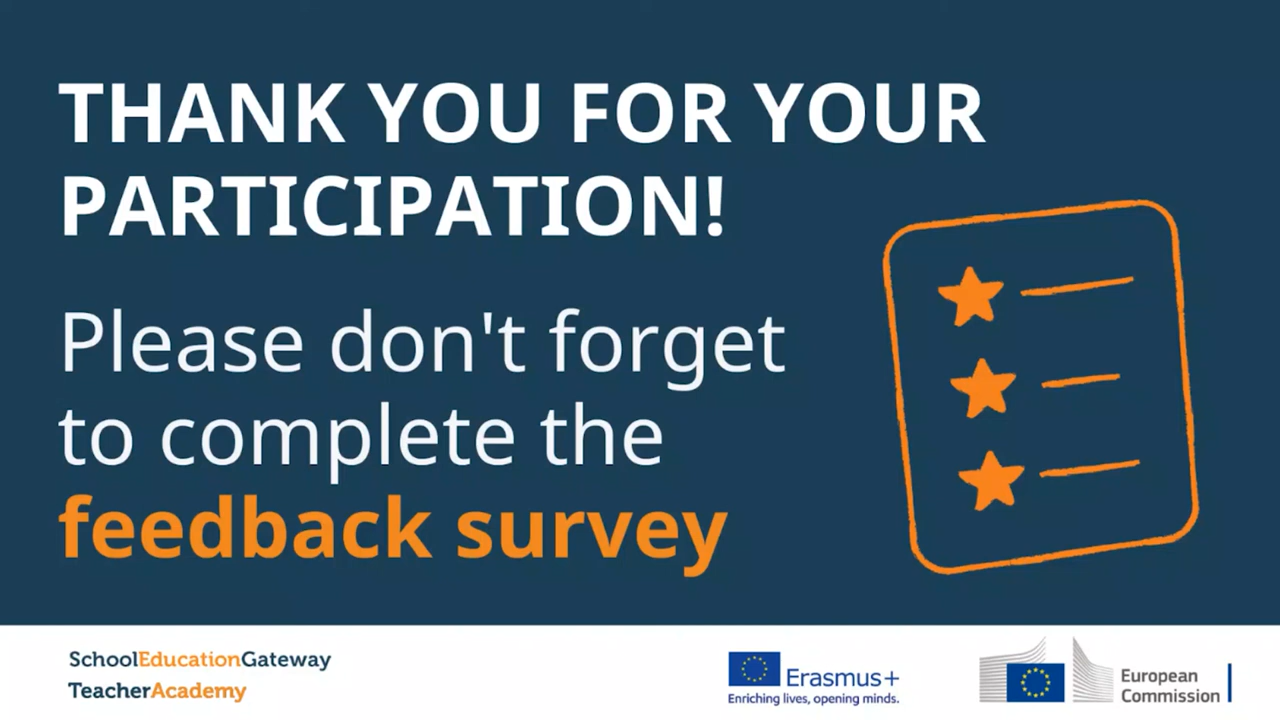 THANK YOU FOR YOUR
PARTICIPATION!
Please don't forget
to complete the
feedback survey
SchoolEducationGateway
TeacherAcademy
Erasmus+
Enriching lives, opening minds.
European
Commission